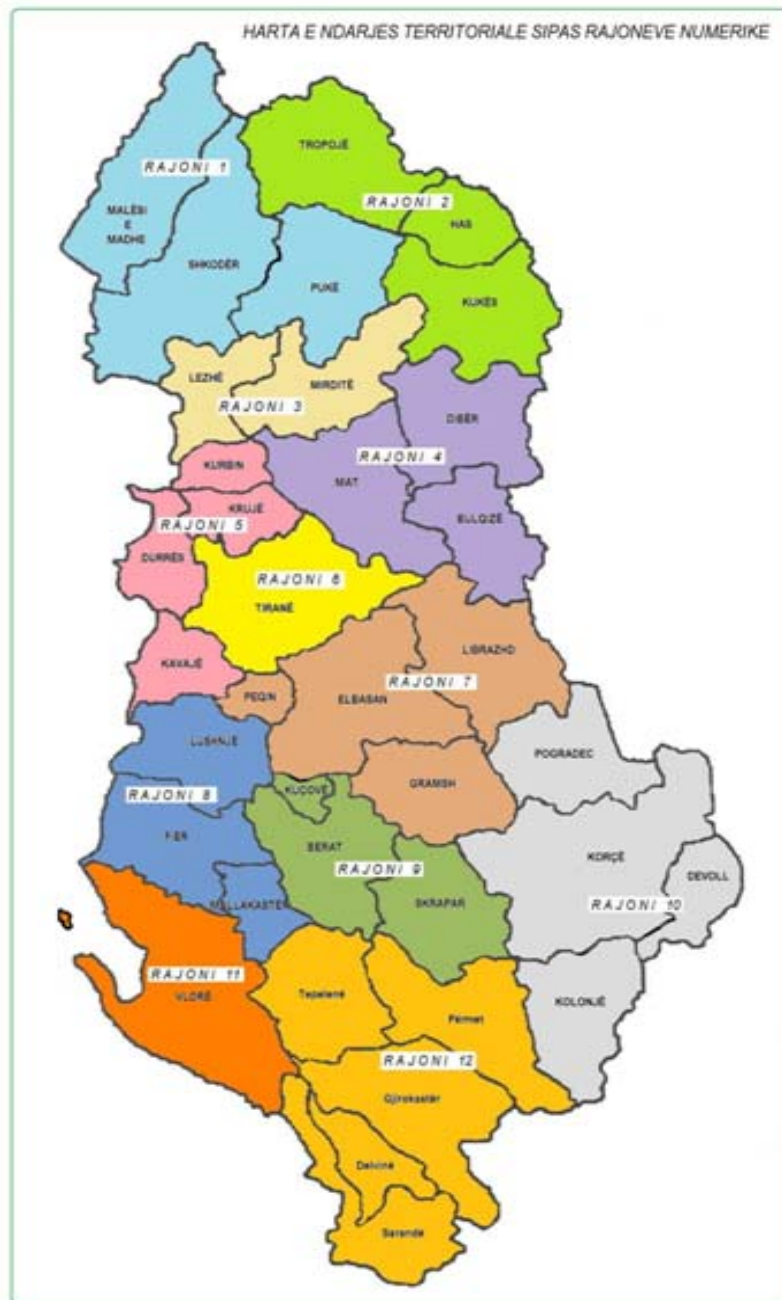 HARTA E NDARJES TERRITORIALE SIPAS RAJONEVE NUMERIKE
TROPOJË
RAJONI 1
RAJONI 2
MALËSI
E
MADHE
HAS
SHKODËR
PUKË
KUKËS
LEZHË
MIRDITË
RAJONI 3
DIBËR
RAJONI 4
KURBIN
MAT
KRUJË
RAJONI 5
BULQIZË
DURRËS
RAJONI 6
TIRANË
LIBRAZHD
KAVAJË
RAJONI 7
PEQIN
ELBASAN
LUSHNJË
POGRADEC
GRAMSH
KUÇOVË
RAJONI 8
FIER
BERAT
KORÇË
RAJONI 9
DEVOLL
SKRAPAR
MALLAKASTËR
RAJONI 10
RAJONI 11
VLORË
Tepelenë
KOLONJË
Përmet
RAJONI 12
Gjirokastër
Delvinë
Sarandë